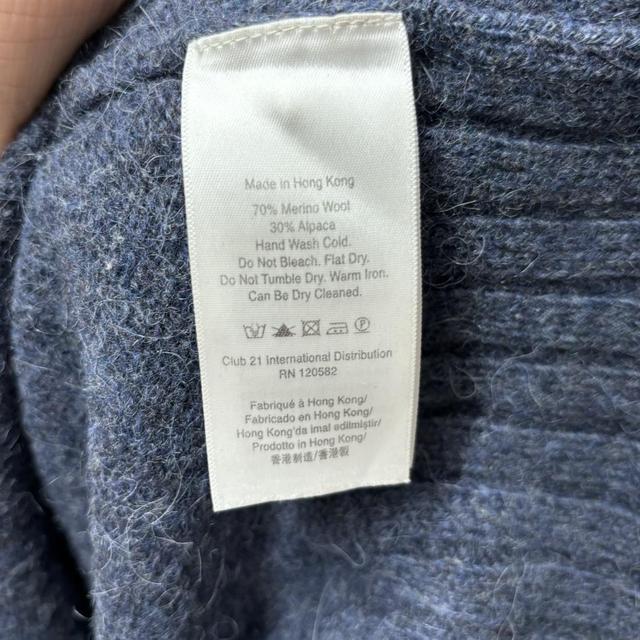 Made in Hong Kong
70% Merino Wool
30% Alpaca
Hand Wash Cold.
Do Not Bleach. Flat Dry.
Do Not Tumble Dry. Warm Iron.
Can Be Dry Cleaned.
Club 21 International Distribution
RN 120582
Fabriqué à Hong Kong/
Fabricado en Hong Kong/
Hong Kong'da imal edilmiştir/
Prodotto in Hong Kong/
香港制造/香港製